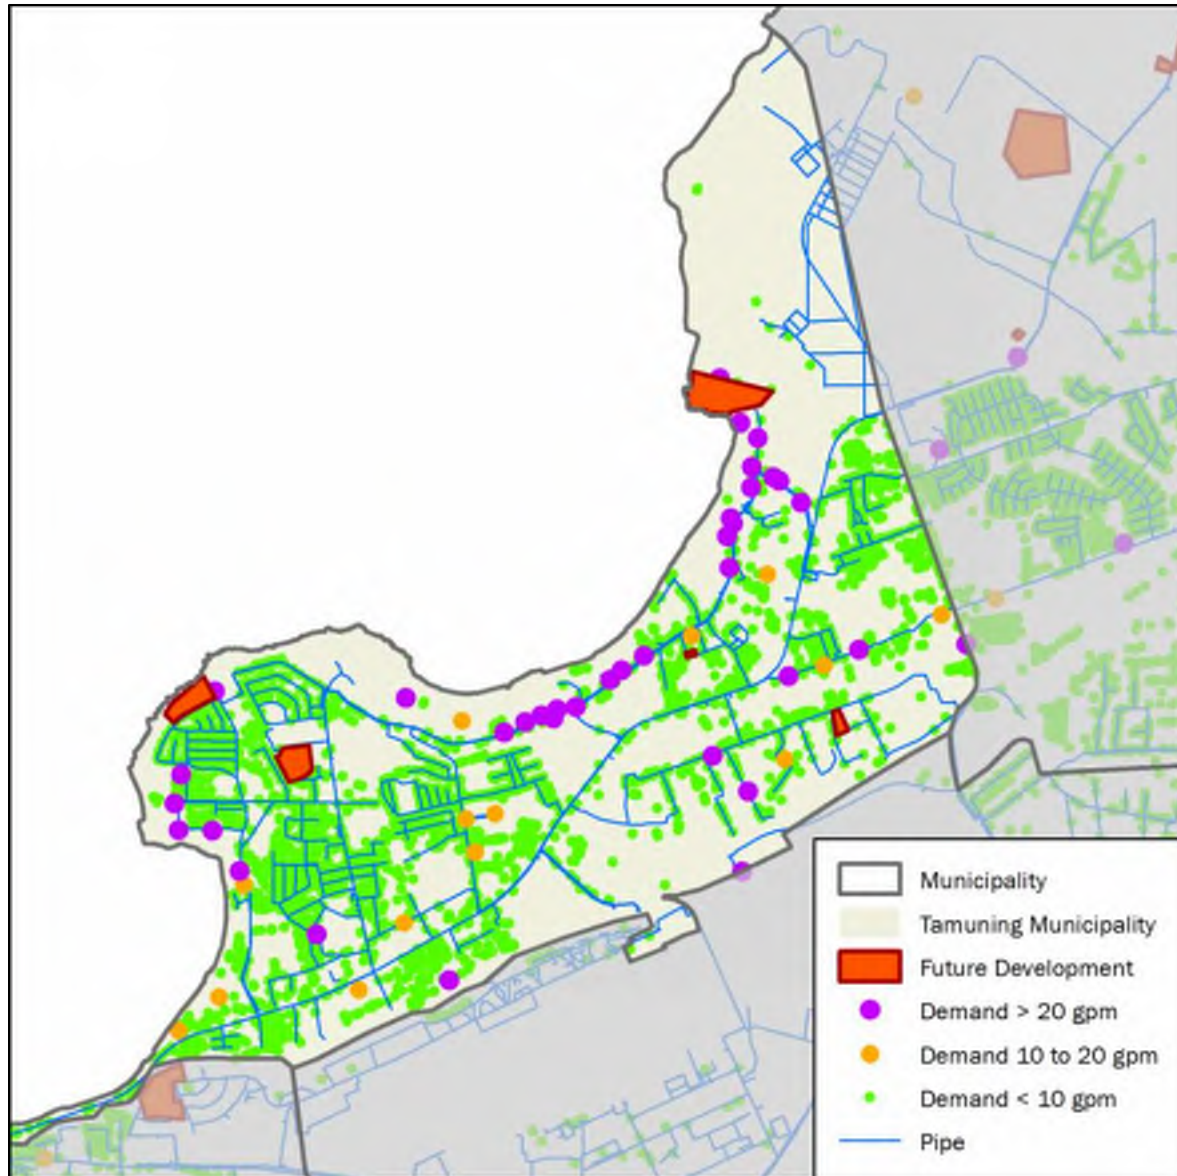 Municipality
Tamuning Municipality
Future Development
Demand > 20 gpm
Demand 10 to 20 gpm
Demand < 10 gpm
Pipe